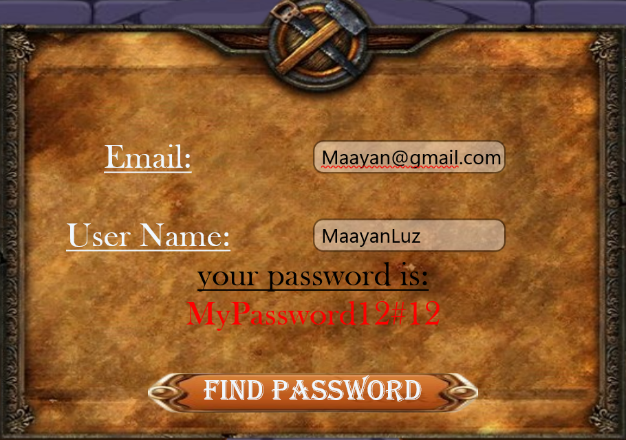 Email: Maayan@gmail.com
User Name: MaayanLuz
your password is:
MyPassword12#12
FIND PASSWORD